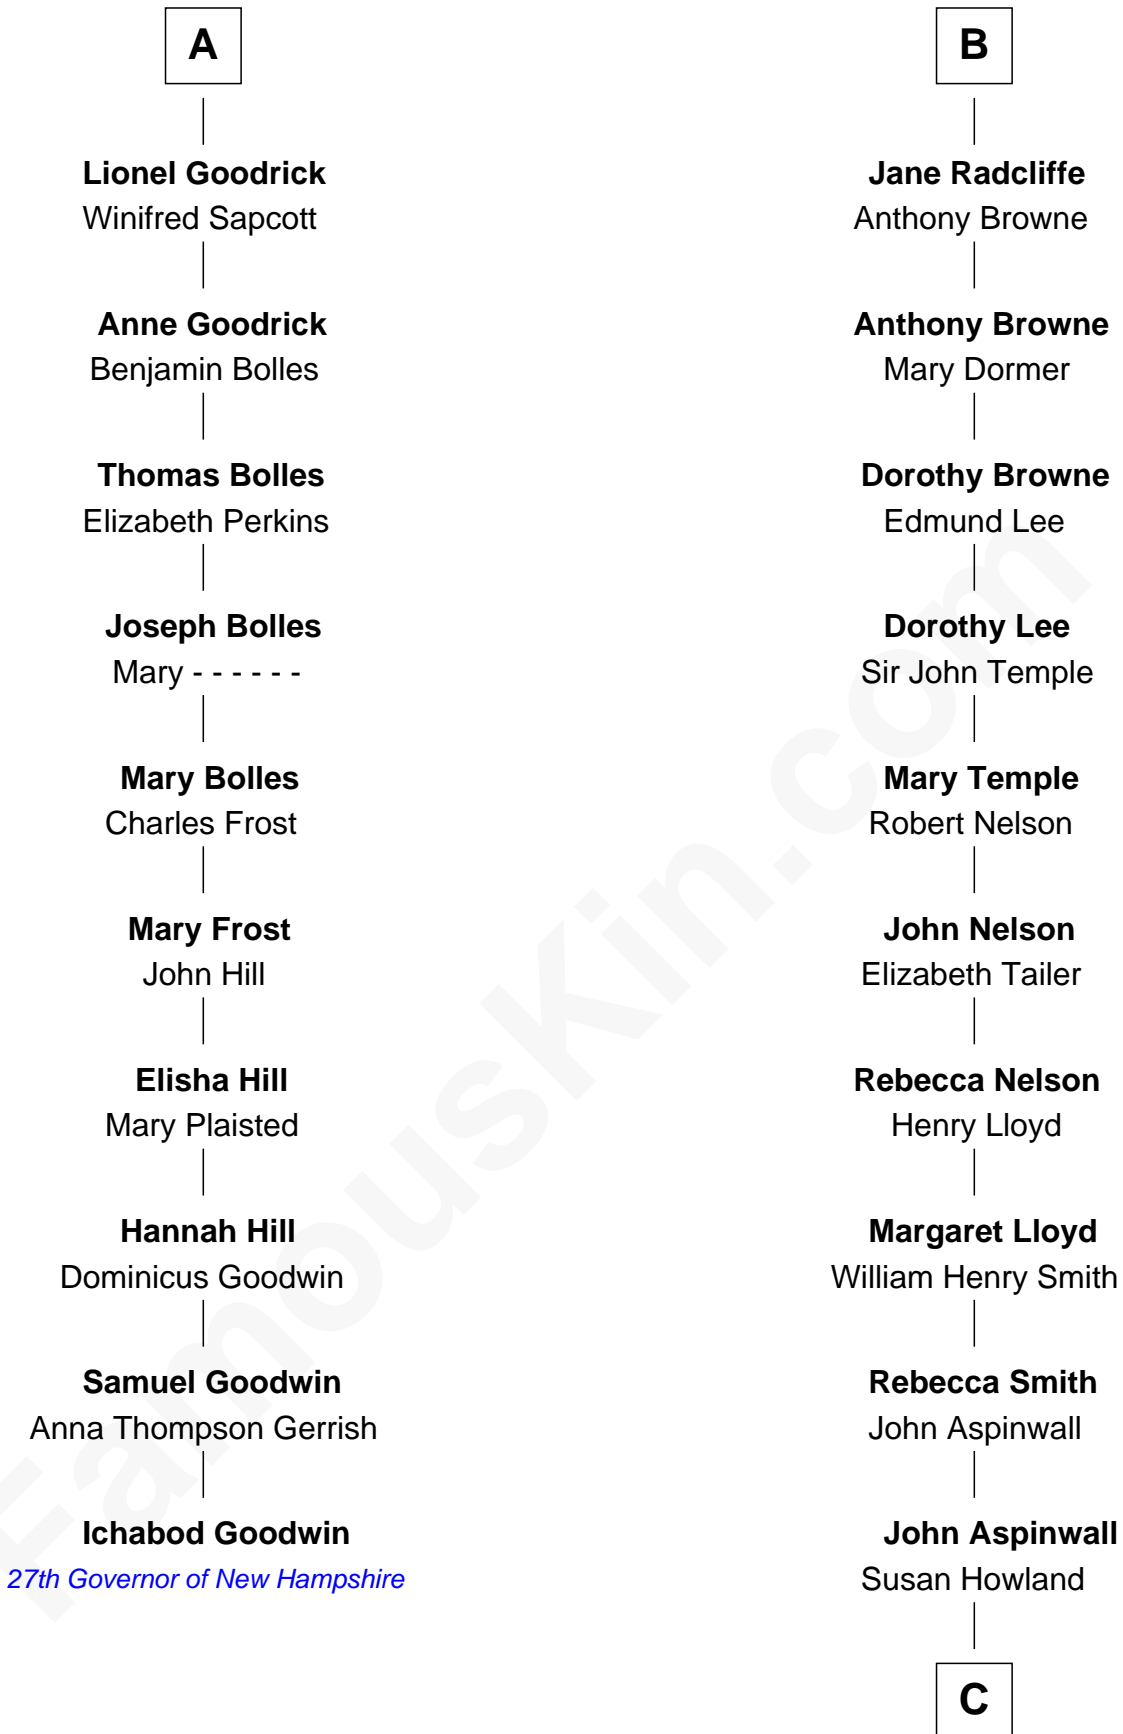 A
Lionel Goodrick
Winifred Sapcott
Anne Goodrick
Benjamin Bolles
Thomas Bolles
Elizabeth Perkins
Joseph Bolles
Mary - - - - - -
Mary Bolles
Charles Frost
Mary Frost
John Hill
Elisha Hill
Mary Plaisted
Hannah Hill
Dominicus Goodwin
Samuel Goodwin
Anna Thompson Gerrish
Ichabod Goodwin
27th Governor of New Hampshire
B
Jane Radcliffe
Anthony Browne
Anthony Browne
Mary Dormer
Dorothy Browne
Edmund Lee
Dorothy Lee
Sir John Temple
Mary Temple
Robert Nelson
John Nelson
Elizabeth Tailer
Rebecca Nelson
Henry Lloyd
Margaret Lloyd
William Henry Smith
Rebecca Smith
John Aspinwall
John Aspinwall
Susan Howland
C
FamousKin.com